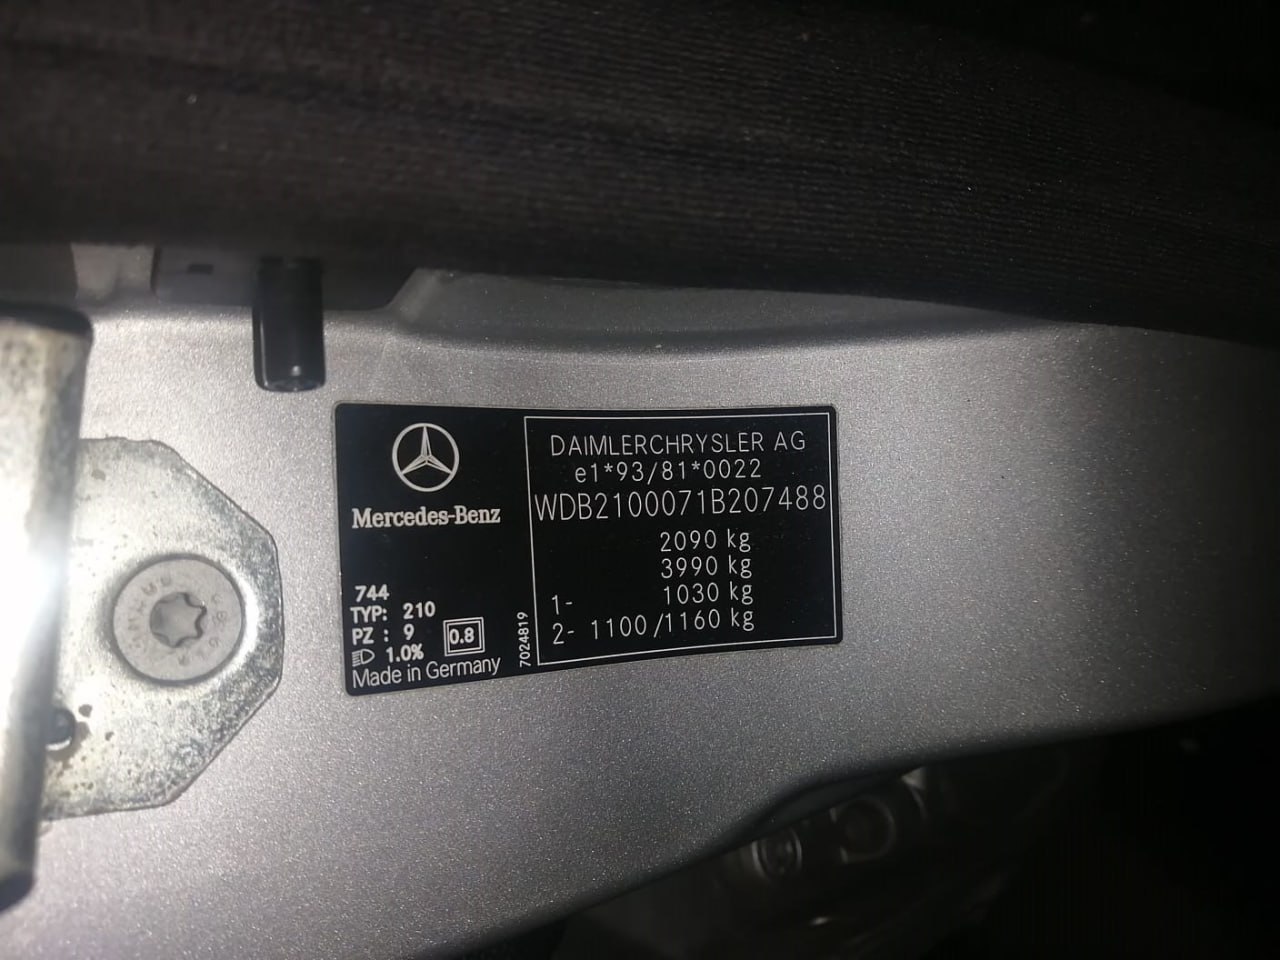 Mercedes-Benz
744
TYP: 210
PZ : 9
1.0%
0.8
Made in Germany
7024819
DAIMLERCHRYSLER AG
e1*93/81*0022
WDB2100071B207488
2090 kg
3990 kg
1- 1030 kg
2- 1100/1160 kg